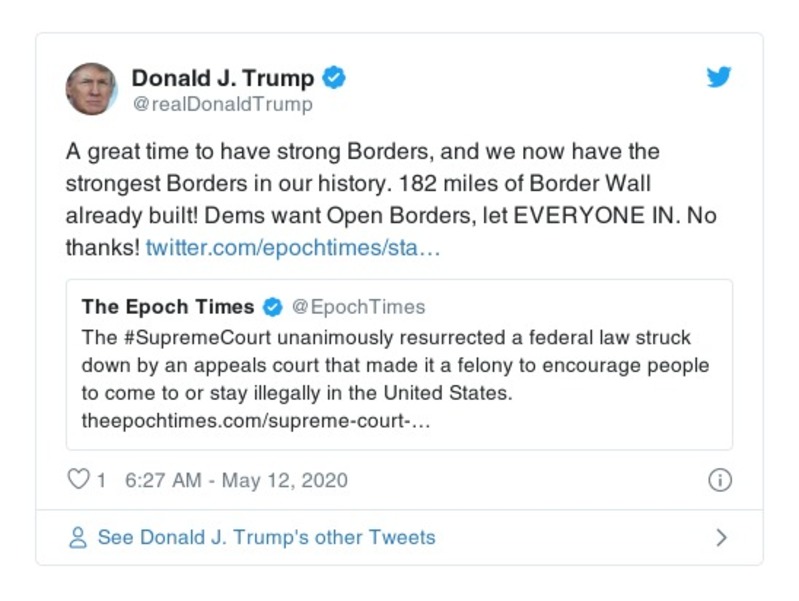 Donald J. Trump
@realDonaldTrump
A great time to have strong Borders, and we now have the
strongest Borders in our history. 182 miles of Border Wall
already built! Dems want Open Borders, let EVERYONE IN. No
thanks! twitter.com/epochtimes/sta…
The Epoch Times @EpochTimes
The #SupremeCourt unanimously resurrected a federal law struck
down by an appeals court that made it a felony to encourage people
to come to or stay illegally in the United States.
theepochtimes.com/supreme-court-…
1 6:27 AM - May 12, 2020
See Donald J. Trump's other Tweets